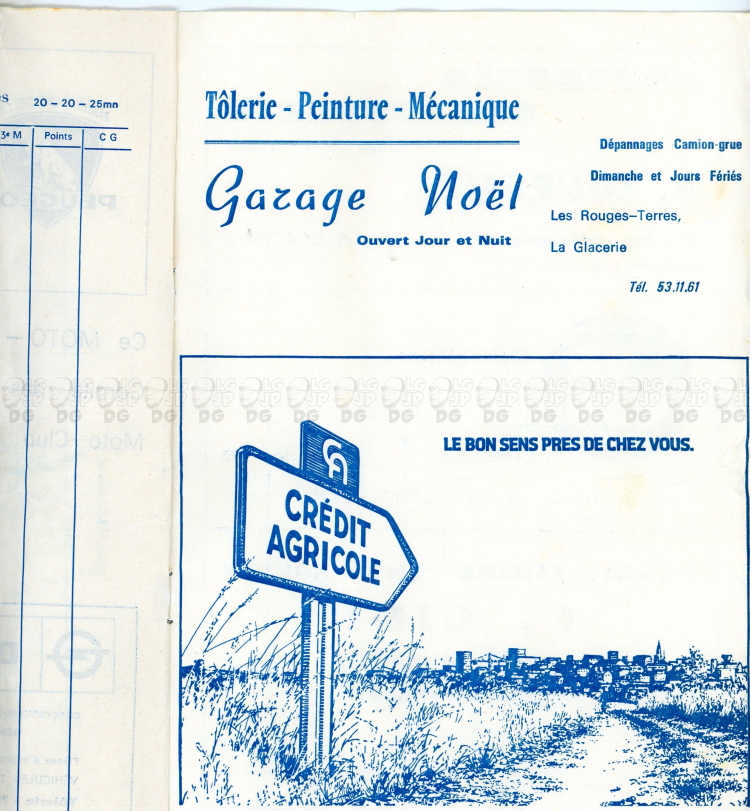 20 - 20 - 25mn
3e M Points C G
Tôlerie - Peinture - Mécanique
Garage Noël
Ouvert Jour et Nuit
Dépannages Camion-grue
Dimanche et Jours Fériés
Les Rouges-Terres,
La Glacerie
Tél. 53.11.61
LE BON SENS PRES DE CHEZ VOUS.
CA
CRÉDIT
AGRICOLE